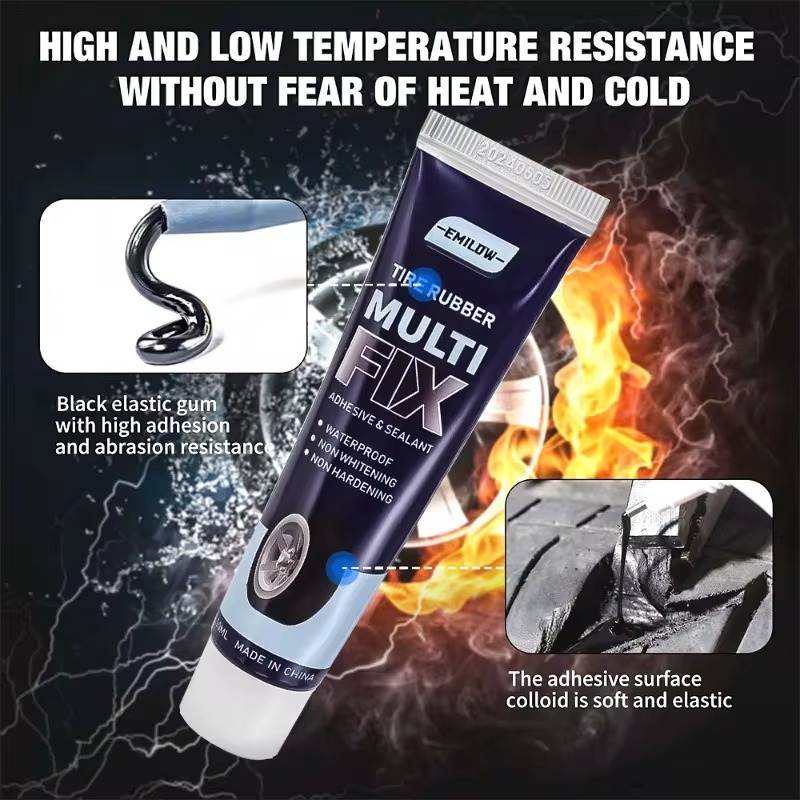 HIGH AND LOW TEMPERATURE RESISTANCE
WITHOUT FEAR OF HEAT AND COLD
20240605
-EMILOW-
TIRE RUBBER
MULTI
FIX
ADHESIVE & SEALANT
• WATERPROOF
• NON WHITENING
• NON HARDENING
MADE IN CHINA
Black elastic gum
with high adhesion
and abrasion resistance
The adhesive surface
colloid is soft and elastic